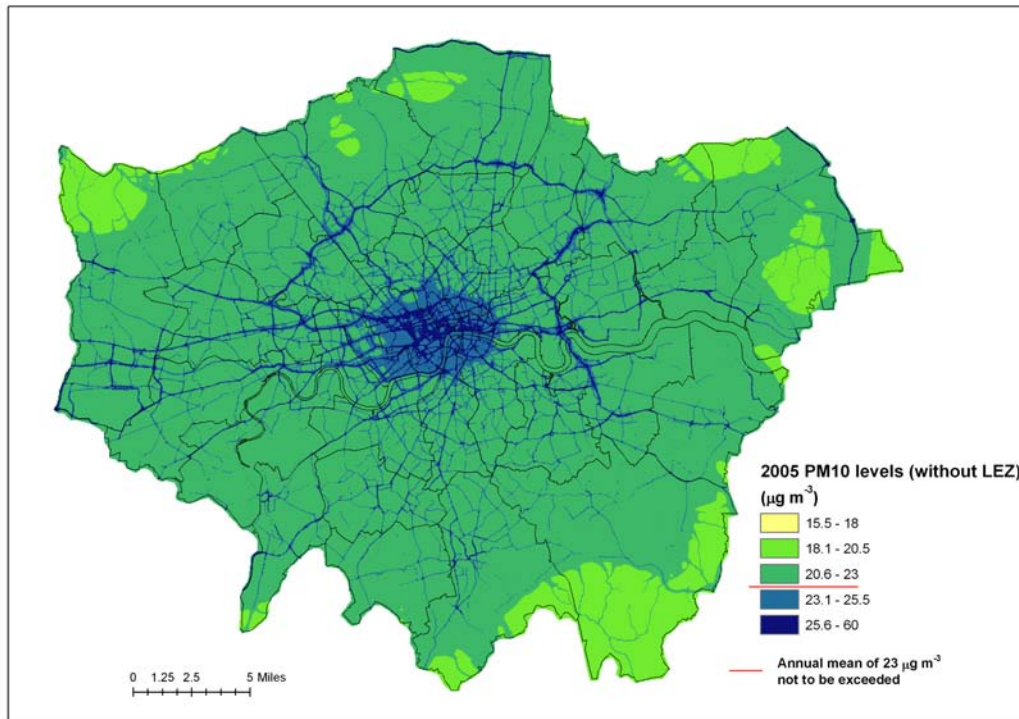 2005 PM10 levels (without LEZ)
(µg m⁻³)
15.5 - 18
18.1 - 20.5
20.6 - 23
23.1 - 25.5
25.6 - 60
Annual mean of 23 µg m⁻³
not to be exceeded
0 1.25 2.5 5 Miles